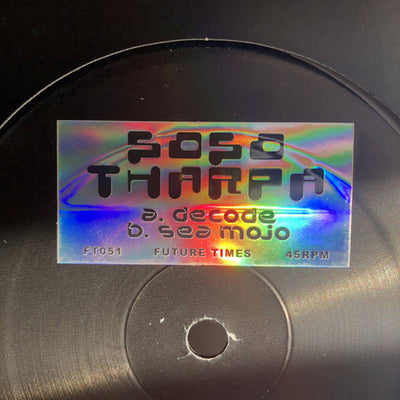 SOSO
THARPA
a. decode
b. sea mojo
FT051 FUTURE TIMES 45RPM